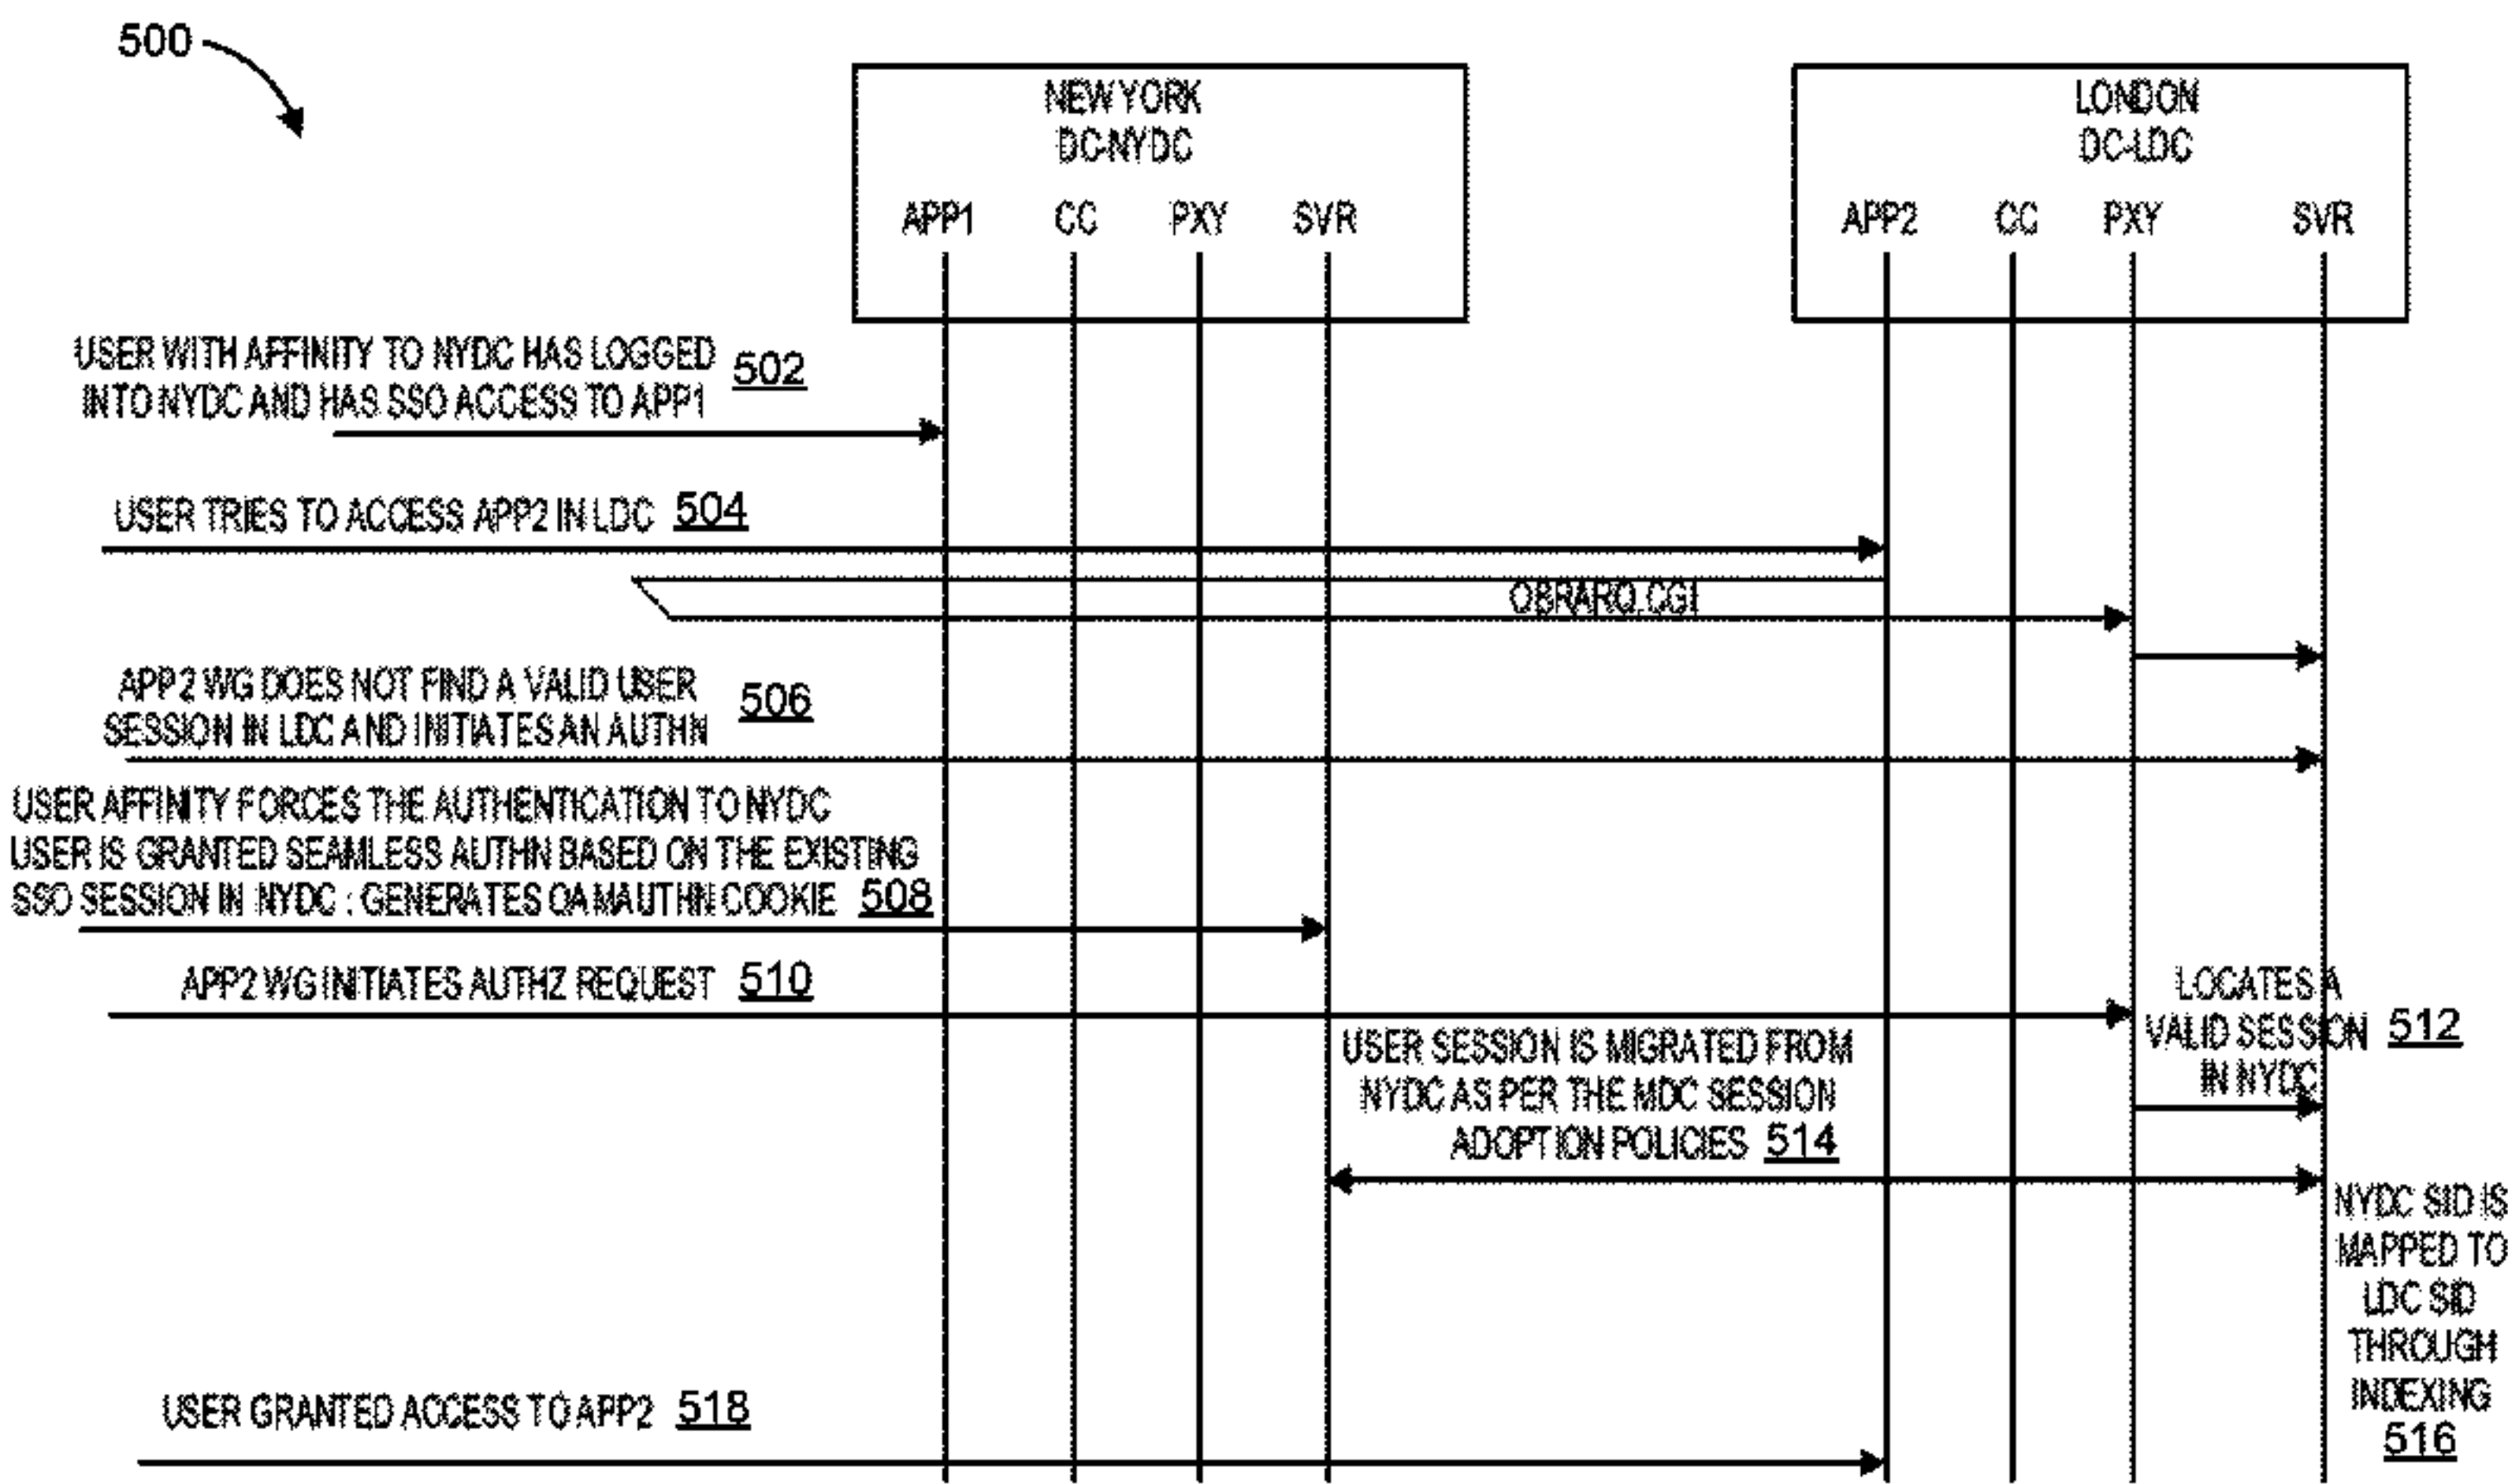 500
NEW YORK
DC-NYDC
APP1 CC PXY SVR
LONDON
DC-LDC
APP2 CC PXY SVR
USER WITH AFFINITY TO NYDC HAS LOGGED
INTO NYDC AND HAS SSO ACCESS TO APP1 502
USER TRIES TO ACCESS APP2 IN LDC 504
OBRARQ.CGI
APP2 WG DOES NOT FIND A VALID USER
SESSION IN LDC AND INITIATES AN AUTHN 506
USER AFFINITY FORCES THE AUTHENTICATION TO NYDC
USER IS GRANTED SEAMLESS AUTHN BASED ON THE EXISTING
SSO SESSION IN NYDC : GENERATES OAMAUTHN COOKIE 508
APP2 WG INITIATES AUTHZ REQUEST 510
LOCATES A
VALID SESSION 512
IN NYDC
USER SESSION IS MIGRATED FROM
NYDC AS PER THE MDC SESSION
ADOPTION POLICIES 514
NYDC SID IS
MAPPED TO
LDC SID
THROUGH
INDEXING
516
USER GRANTED ACCESS TO APP2 518